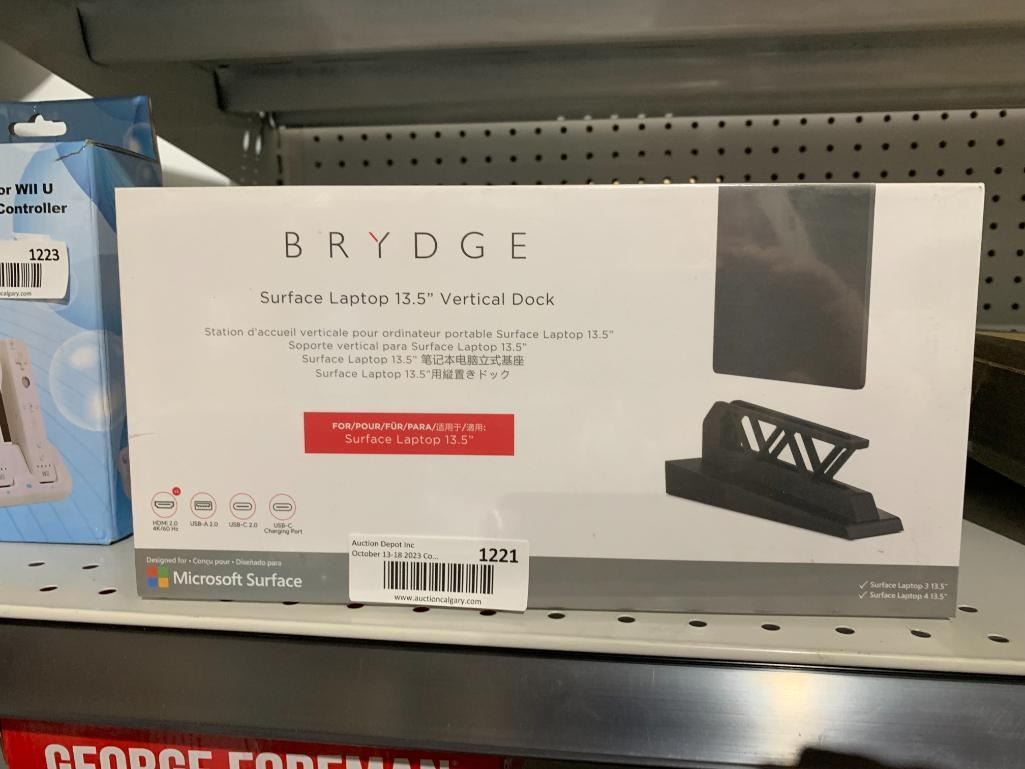 or WII U
Controller
1223
BRYDGE
Surface Laptop 13.5” Vertical Dock
Station d’accueil verticale pour ordinateur portable Surface Laptop 13.5”
Soporte vertical para Surface Laptop 13.5”
Surface Laptop 13.5” 笔记本电脑立式基座
Surface Laptop 13.5”用縦置きドック
FOR/POUR/FÜR/PARA/适用于/適用:
Surface Laptop 13.5”
HDMI 2.0 USB-A 2.0 USB-C 2.0 USB-C
4K/60 Hz Charging Port
Designed for • Conçu pour • Diseñado para
Microsoft Surface
Auction Depot Inc
October 13-18 2023 Co... 1221
www.auctioncalgary.com
✓ Surface Laptop 3 13.5”
✓ Surface Laptop 4 13.5”
GEORGE FOREMAN